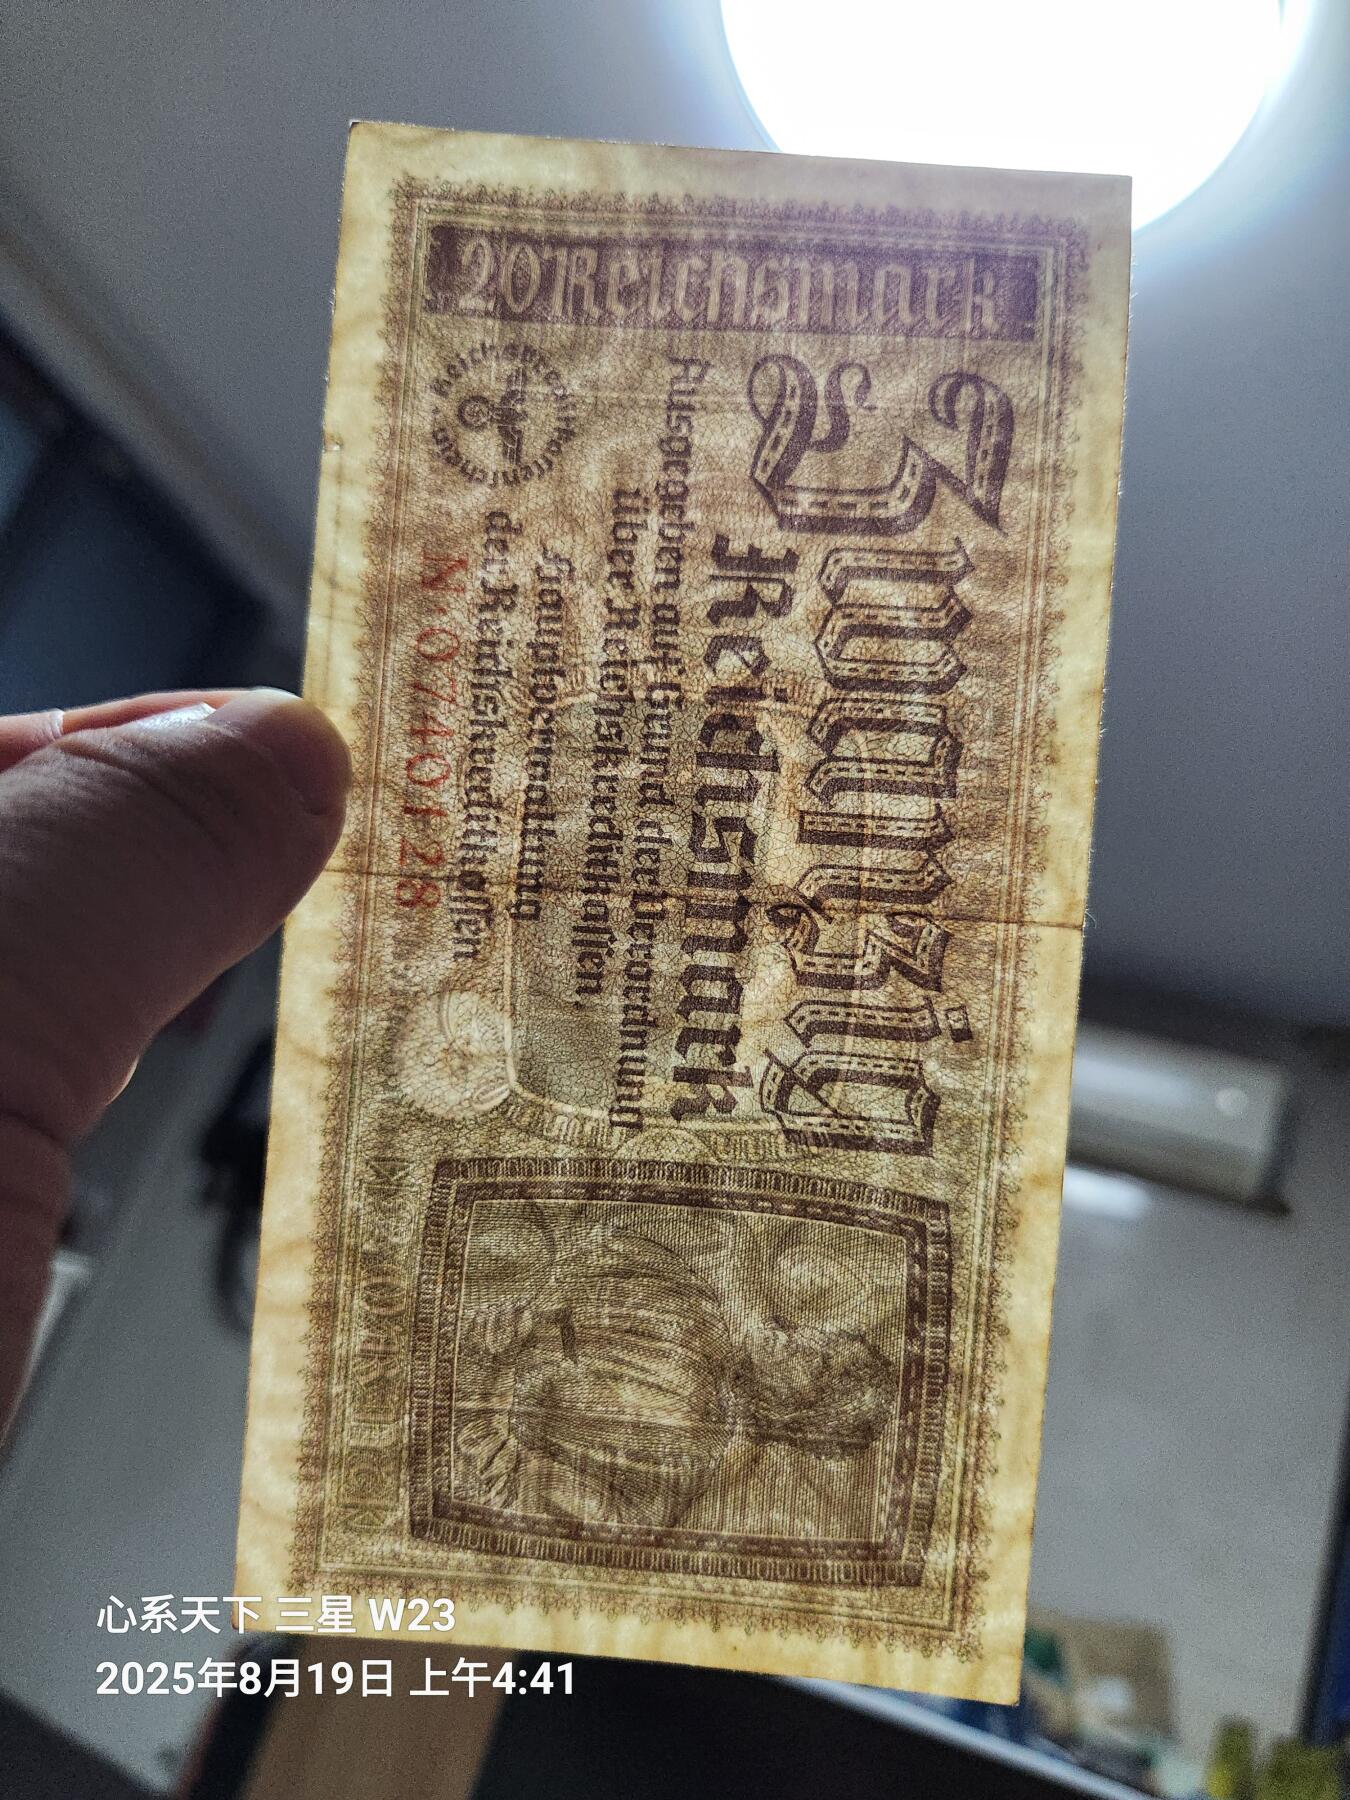 20 Reichsmark
Zwanzig
Reichsmark
Ausgegeben auf Grund der Verordnung
über Reichskreditkassen.
Hauptverwaltung
der Reichskreditkassen
Reichskreditkassenschein
N·0740128
心系天下 三星 W23
2025年8月19日 上午4:41